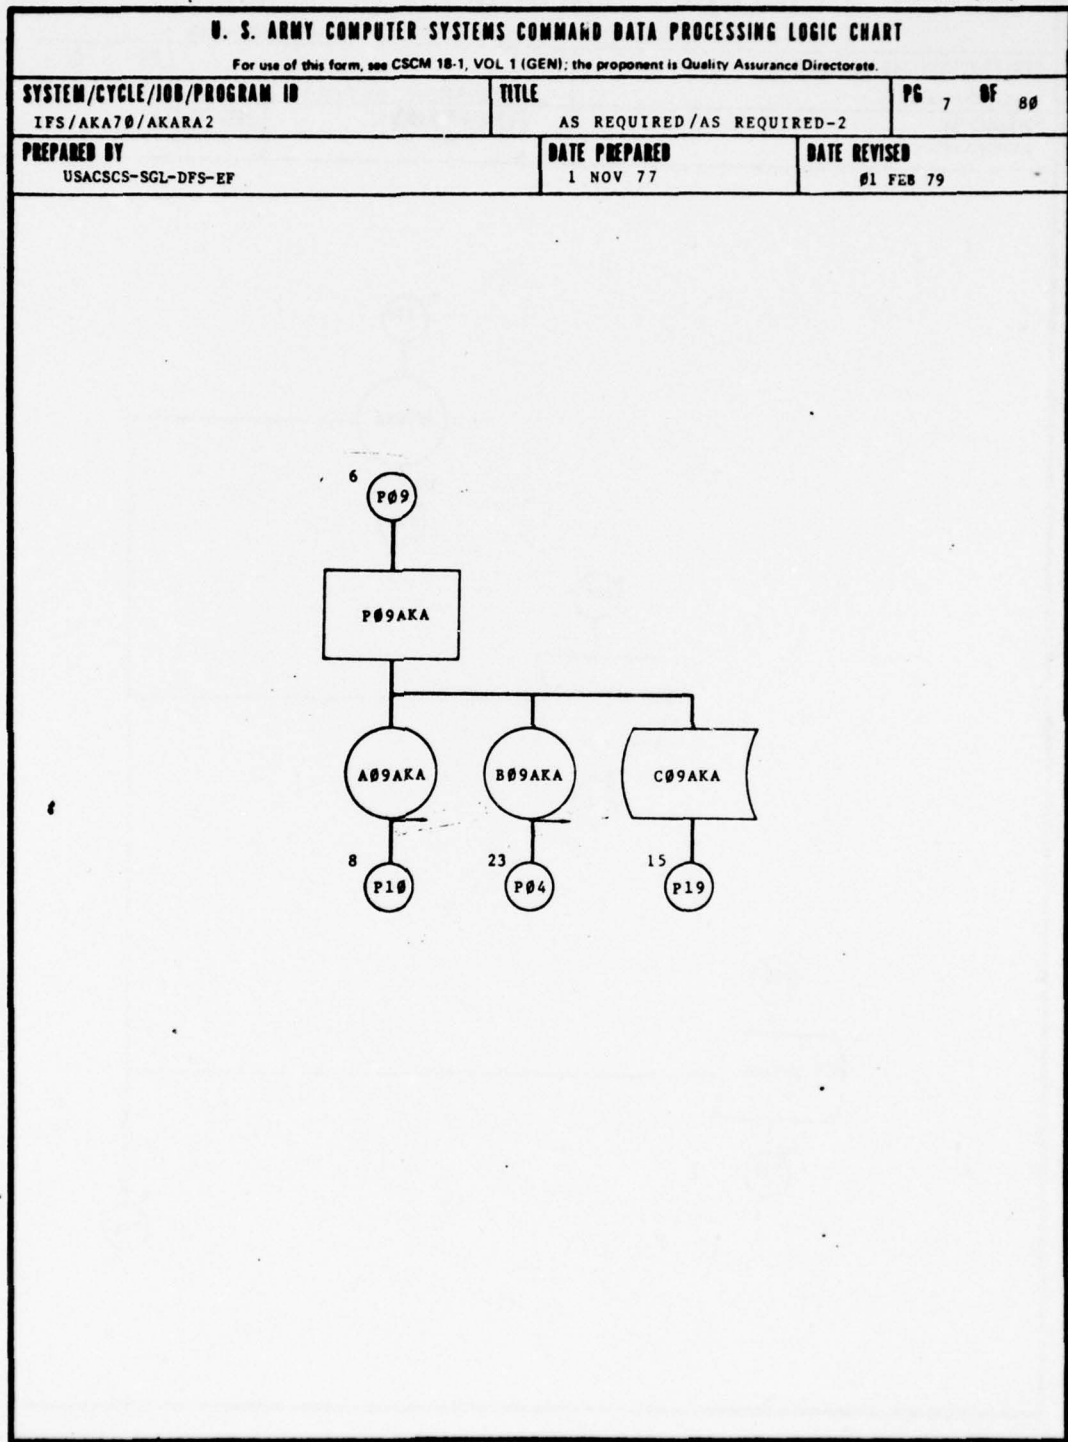 U. S. ARMY COMPUTER SYSTEMS COMMAND DATA PROCESSING LOGIC CHART
For use of this form, see CSCM 18-1, VOL 1 (GEN); the proponent is Quality Assurance Directorate.
SYSTEM/CYCLE/JOB/PROGRAM ID
IFS/AKA7Ø/AKARA2
TITLE
AS REQUIRED/AS REQUIRED-2
PG 7 OF 8Ø
PREPARED BY
USACSCS-SGL-DFS-EF
DATE PREPARED
1 NOV 77
DATE REVISED
Ø1 FEB 79
6
PØ9
PØ9AKA
AØ9AKA
BØ9AKA
CØ9AKA
8
P1Ø
23
PØ4
15
P19